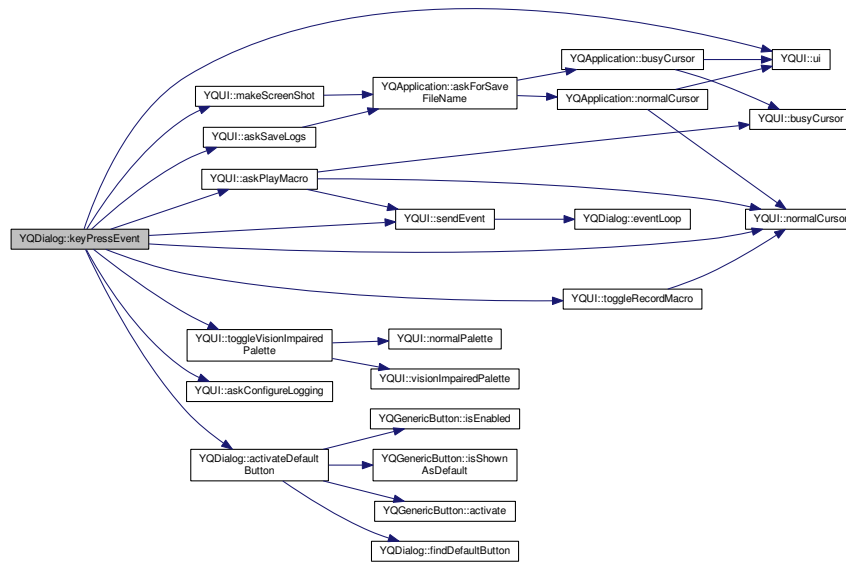 YQDialog::keyPressEvent
YQUI::makeScreenShot
YQUI::askSaveLogs
YQUI::askPlayMacro
YQUI::toggleVisionImpaired
Palette
YQUI::askConfigureLogging
YQDialog::activateDefault
Button
YQApplication::askForSave
FileName
YQUI::sendEvent
YQUI::normalPalette
YQUI::visionImpairedPalette
YQGenericButton::isEnabled
YQGenericButton::isShown
AsDefault
YQGenericButton::activate
YQDialog::findDefaultButton
YQApplication::busyCursor
YQApplication::normalCursor
YQDialog::eventLoop
YQUI::toggleRecordMacro
YQUI::ui
YQUI::busyCursor
YQUI::normalCursor